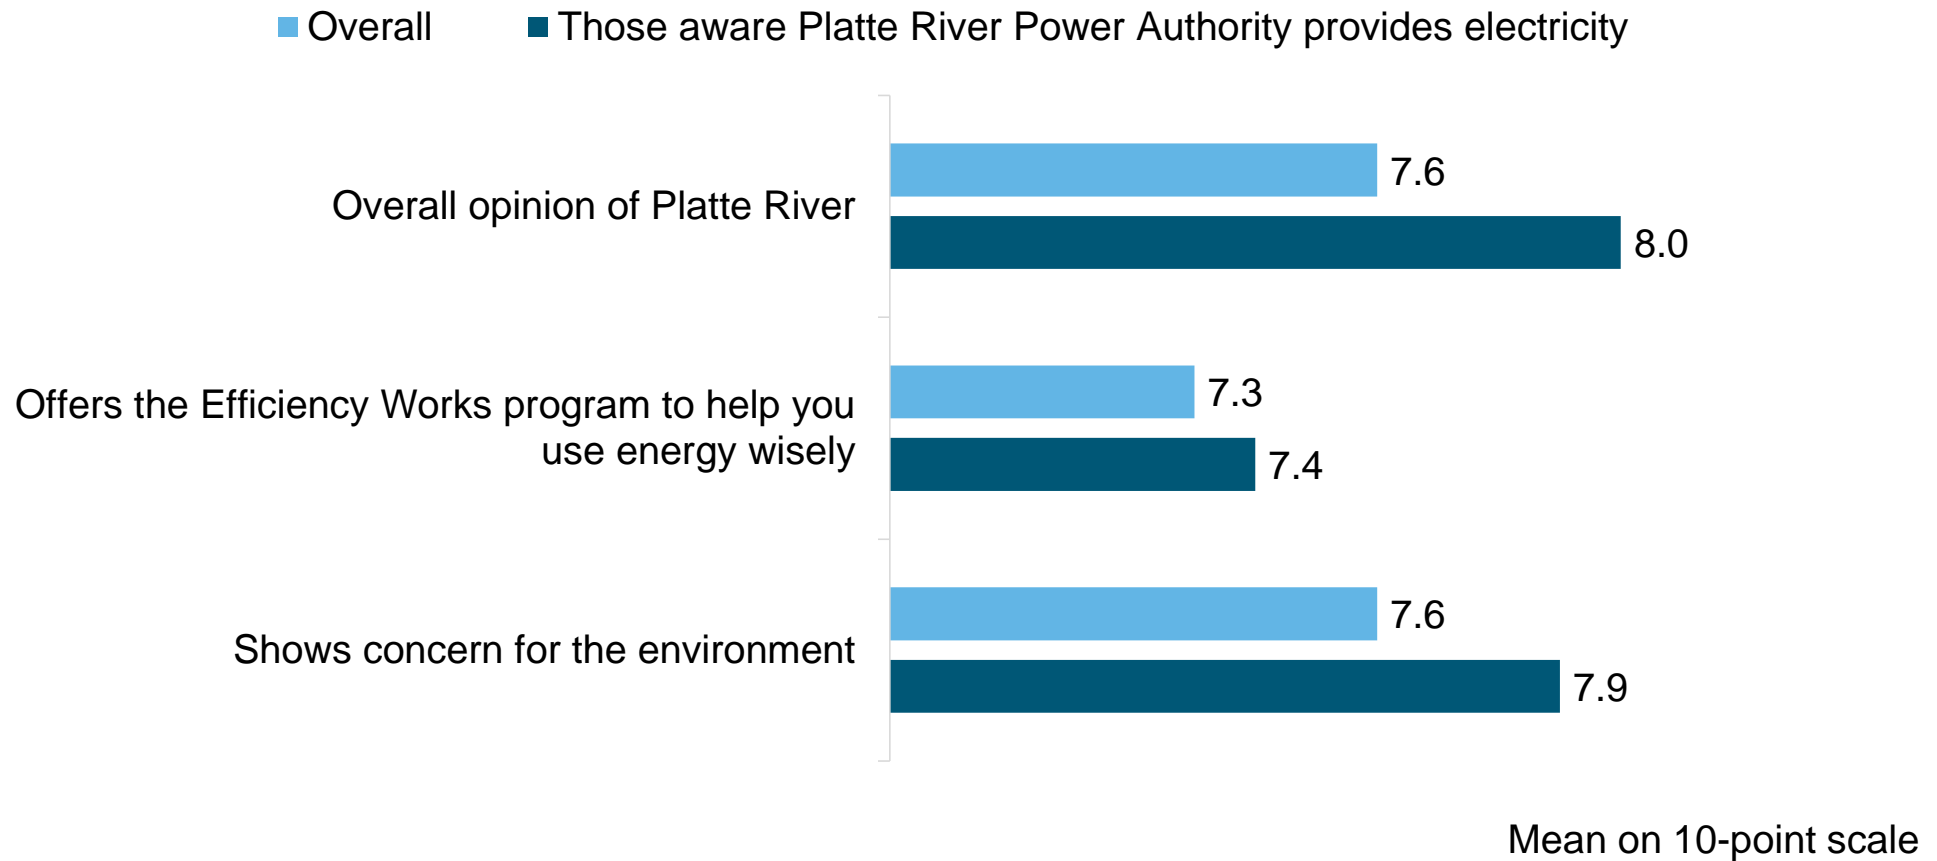 Overall
Those aware Platte River Power Authority provides electricity
Overall opinion of Platte River
7.6
8.0
Offers the Efficiency Works program to help you
use energy wisely
7.3
7.4
Shows concern for the environment
7.6
7.9
Mean on 10-point scale